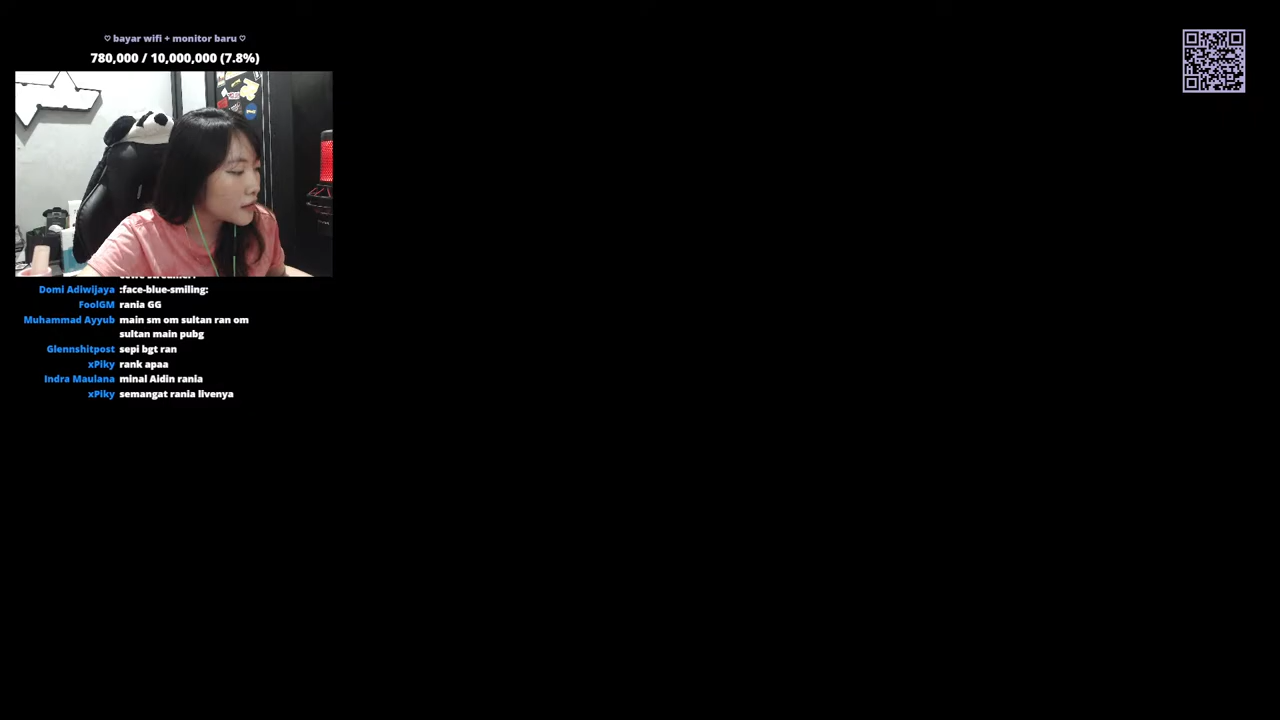 ♡ bayar wifi + monitor baru ♡
780,000 / 10,000,000 (7.8%)
Domi Adiwijaya :face-blue-smiling:
FoolGM rania GG
Muhammad Ayyub main sm om sultan ran om
sultan main pubg
Glennshitpost sepi bgt ran
xPiky rank apaa
Indra Maulana minal Aidin rania
xPiky semangat rania livenya